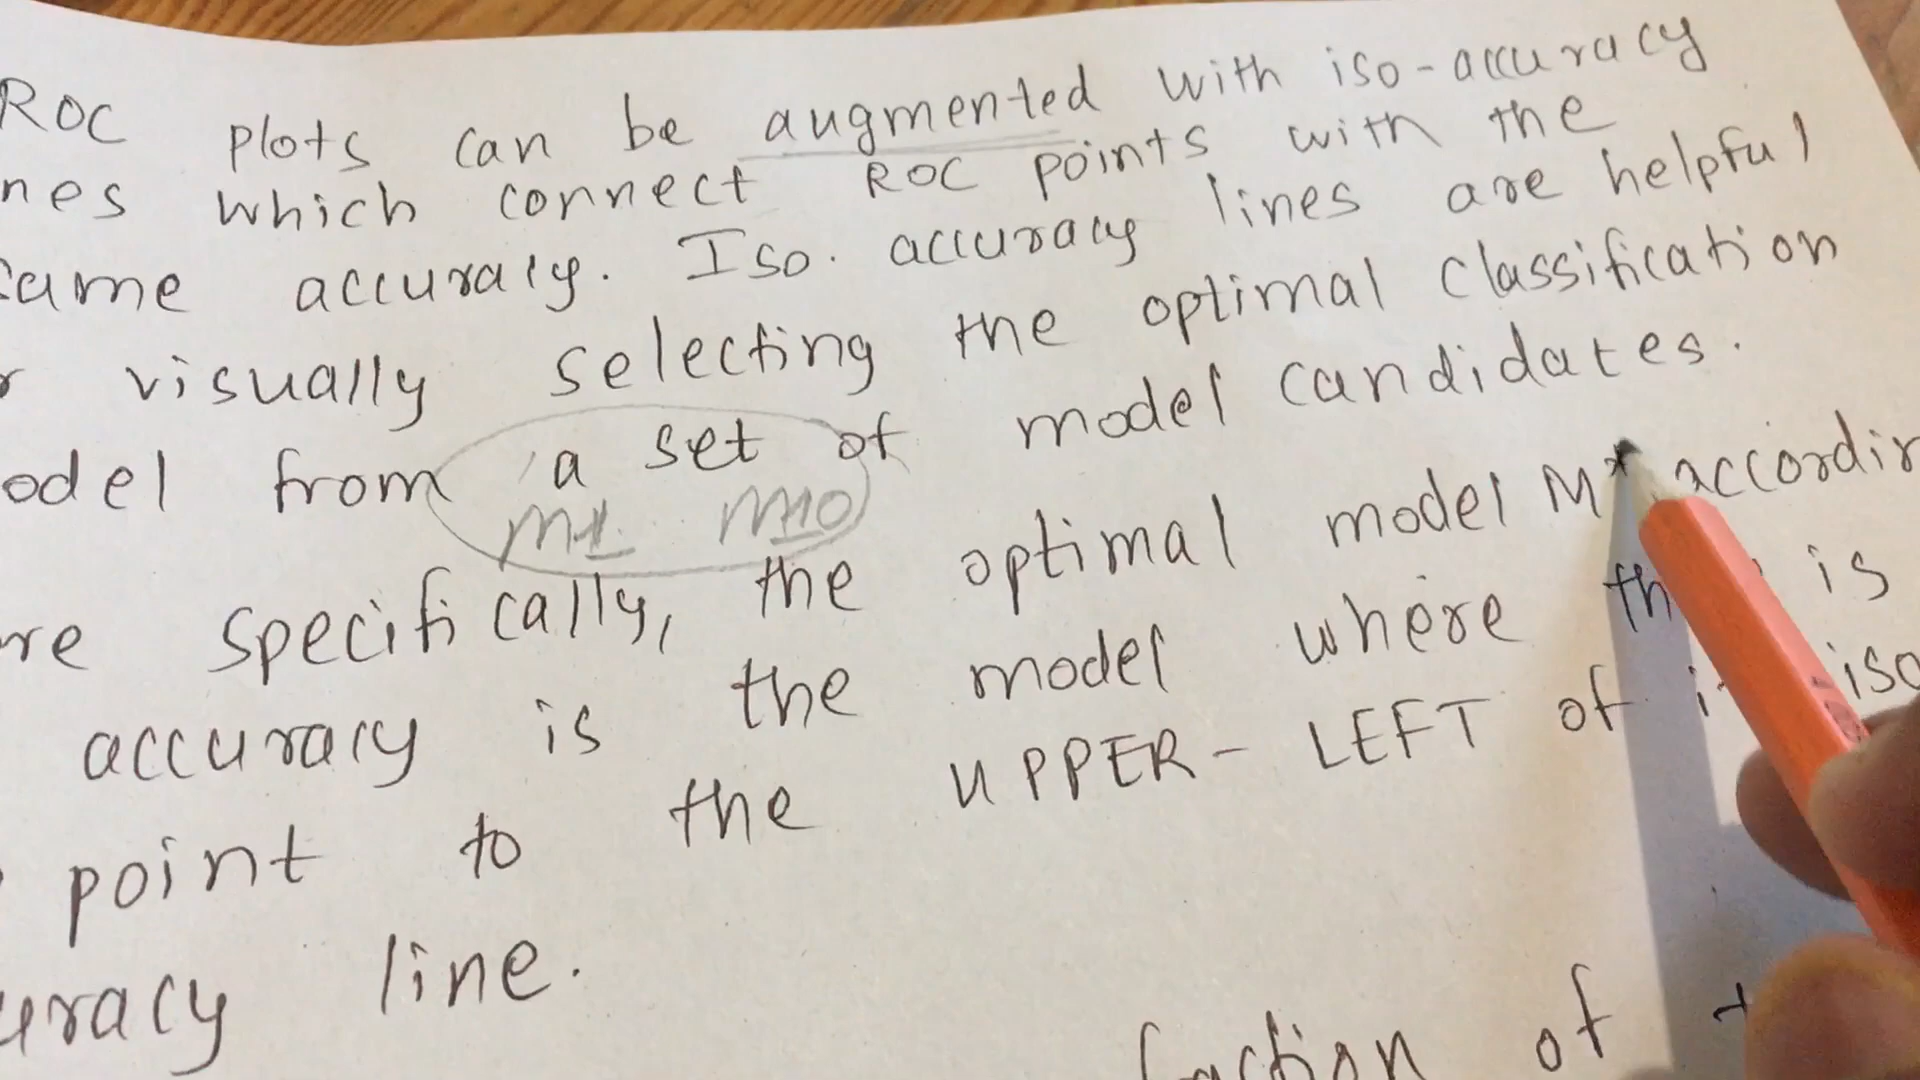 ROC plots can be augmented with iso-accuracy
nes which connect ROC points with the
same accuracy. Iso. accuracy lines are helpful
r visually selecting the optimal classification
odel from a set of model candidates.
M1 M10
re specifically, the optimal model M* accordin
accuracy is the model where is
point to the UPPER-LEFT of iso
uracy line.
of